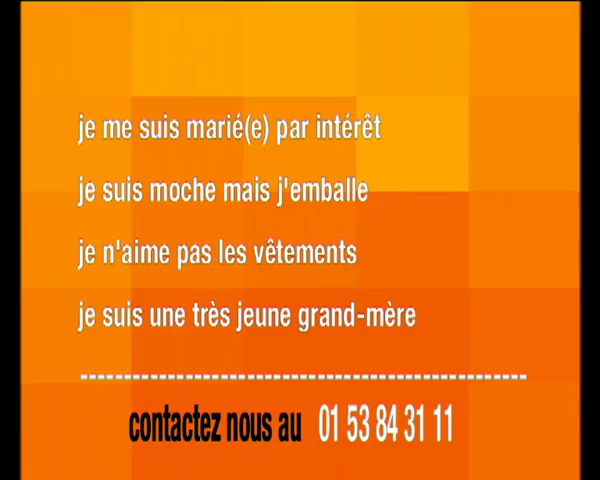 je me suis marié(e) par intérêt
je suis moche mais j'emballe
je n'aime pas les vêtements
je suis une très jeune grand-mère
contactez nous au 01 53 84 31 11